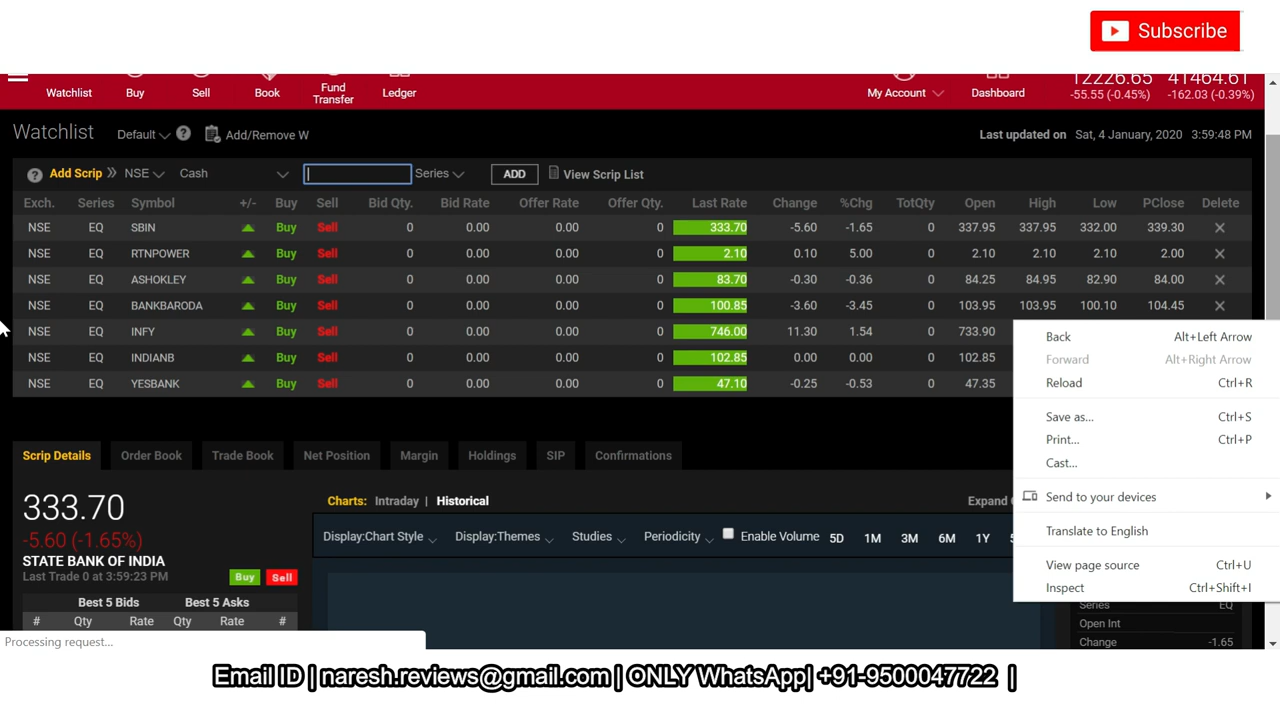 Subscribe
Watchlist Buy Sell Book Fund Transfer Ledger My Account Dashboard 12226.65 41464.61
-55.55 (-0.45%) -162.03 (-0.39%)
Watchlist Default ? Add/Remove W Last updated on Sat, 4 January, 2020 3:59:48 PM
? Add Scrip » NSE Cash Series ADD View Scrip List
Exch. Series Symbol +/- Buy Sell Bid Qty. Bid Rate Offer Rate Offer Qty. Last Rate Change %Chg TotQty Open High Low PClose Delete
NSE EQ SBIN Buy Sell 0 0.00 0.00 0 333.70 -5.60 -1.65 0 337.95 337.95 332.00 339.30 ×
NSE EQ RTNPOWER Buy Sell 0 0.00 0.00 0 2.10 0.10 5.00 0 2.10 2.10 2.10 2.00 ×
NSE EQ ASHOKLEY Buy Sell 0 0.00 0.00 0 83.70 -0.30 -0.36 0 84.25 84.95 82.90 84.00 ×
NSE EQ BANKBARODA Buy Sell 0 0.00 0.00 0 100.85 -3.60 -3.45 0 103.95 103.95 100.10 104.45 ×
NSE EQ INFY Buy Sell 0 0.00 0.00 0 746.00 11.30 1.54 0 733.90
NSE EQ INDIANB Buy Sell 0 0.00 0.00 0 102.85 0.00 0.00 0 102.85
NSE EQ YESBANK Buy Sell 0 0.00 0.00 0 47.10 -0.25 -0.53 0 47.35
Back Alt+Left Arrow
Forward Alt+Right Arrow
Reload Ctrl+R
Save as... Ctrl+S
Print... Ctrl+P
Cast...
Send to your devices
Translate to English
View page source Ctrl+U
Inspect Ctrl+Shift+I
Scrip Details Order Book Trade Book Net Position Margin Holdings SIP Confirmations
333.70
-5.60 (-1.65%)
STATE BANK OF INDIA
Last Trade 0 at 3:59:23 PM
Buy Sell
Best 5 Bids Best 5 Asks
# Qty Rate Qty Rate #
Charts: Intraday | Historical Expand
Display:Chart Style Display:Themes Studies Periodicity Enable Volume 5D 1M 3M 6M 1Y
Series EQ
Open Int
Change -1.65
Processing request...
Email ID | naresh.reviews@gmail.com | ONLY WhatsApp| +91-9500047722 |